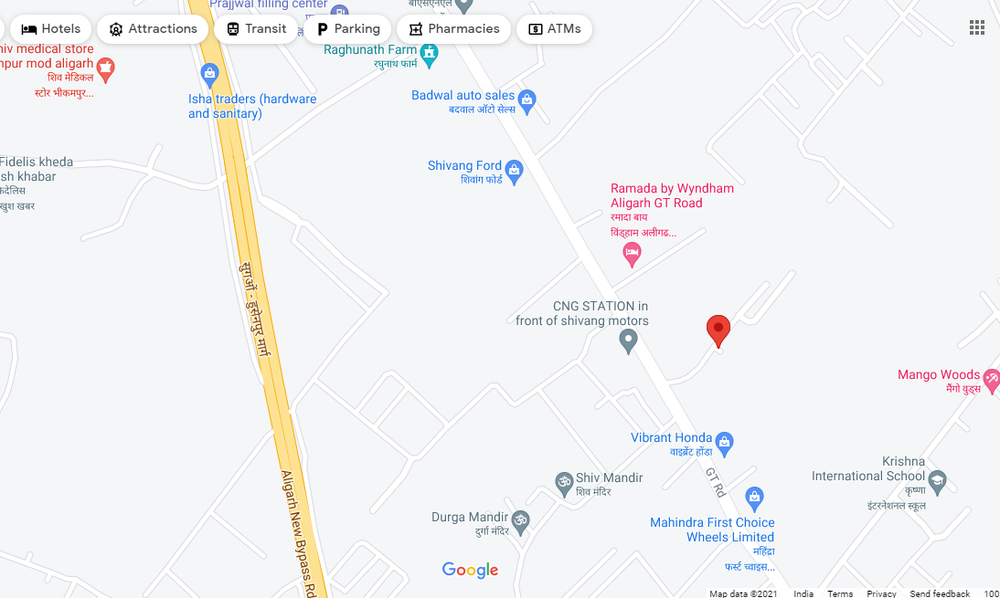 Prajjwal filling center
बीएसएनएल
Hotels
Attractions
Transit
Parking
Pharmacies
ATMs
hiv medical store
npur mod aligarh
शिव मेडिकल
स्टोर भीकमपुर...
Raghunath Farm
रघुनाथ फार्म
Isha traders (hardware
and sanitary)
Badwal auto sales
बदवाल ऑटो सेल्स
Fidelis kheda
sh khabar
खुश खबर
Shivang Ford
शिवांग फोर्ड
Ramada by Wyndham
Aligarh GT Road
रमादा बाय
विंड्हाम अलीगढ़...
सुगओं - हुसेनपुर मार्ग
CNG STATION in
front of shivang motors
Mango Woods
मैंगो वुड्स
Vibrant Honda
वाइब्रेंट होंडा
GT Rd
Krishna
International School
कृष्णा
इंटरनेशनल स्कूल
Shiv Mandir
शिव मंदिर
Aligarh New Bypass Rd
Durga Mandir
दुर्गा मंदिर
Mahindra First Choice
Wheels Limited
महिंद्रा
फर्स्ट च्वाइस...
Google
Map data ©2021 India Terms Privacy Send feedback 100